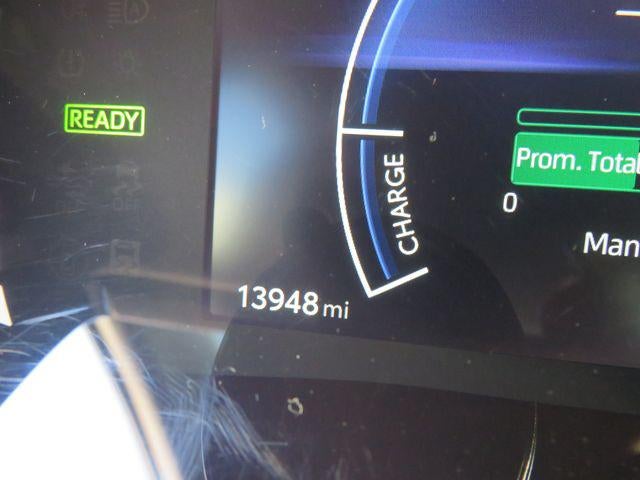 READY
Prom. Total
0
CHARGE
Man
13948 mi